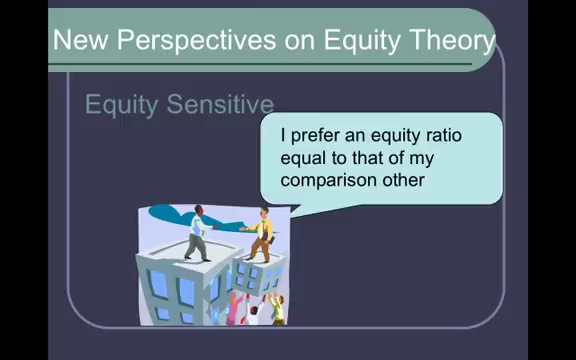 New Perspectives on Equity Theory
Equity Sensitive
I prefer an equity ratio
equal to that of my
comparison other